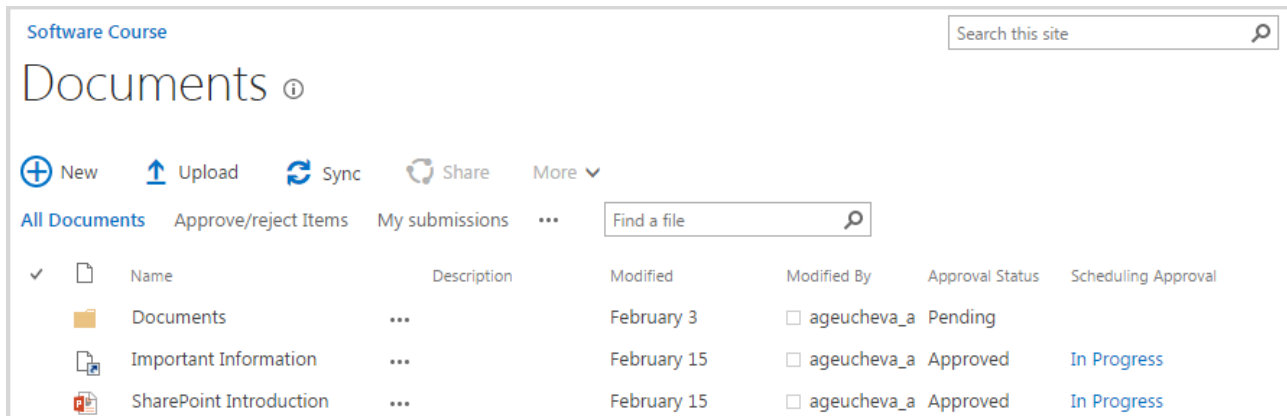 Software Course
Search this site
Documents
New Upload Sync Share More
All Documents Approve/reject Items My submissions ••• Find a file
Name Description Modified Modified By Approval Status Scheduling Approval
Documents ••• February 3 ageucheva_a Pending
Important Information ••• February 15 ageucheva_a Approved In Progress
SharePoint Introduction ••• February 15 ageucheva_a Approved In Progress